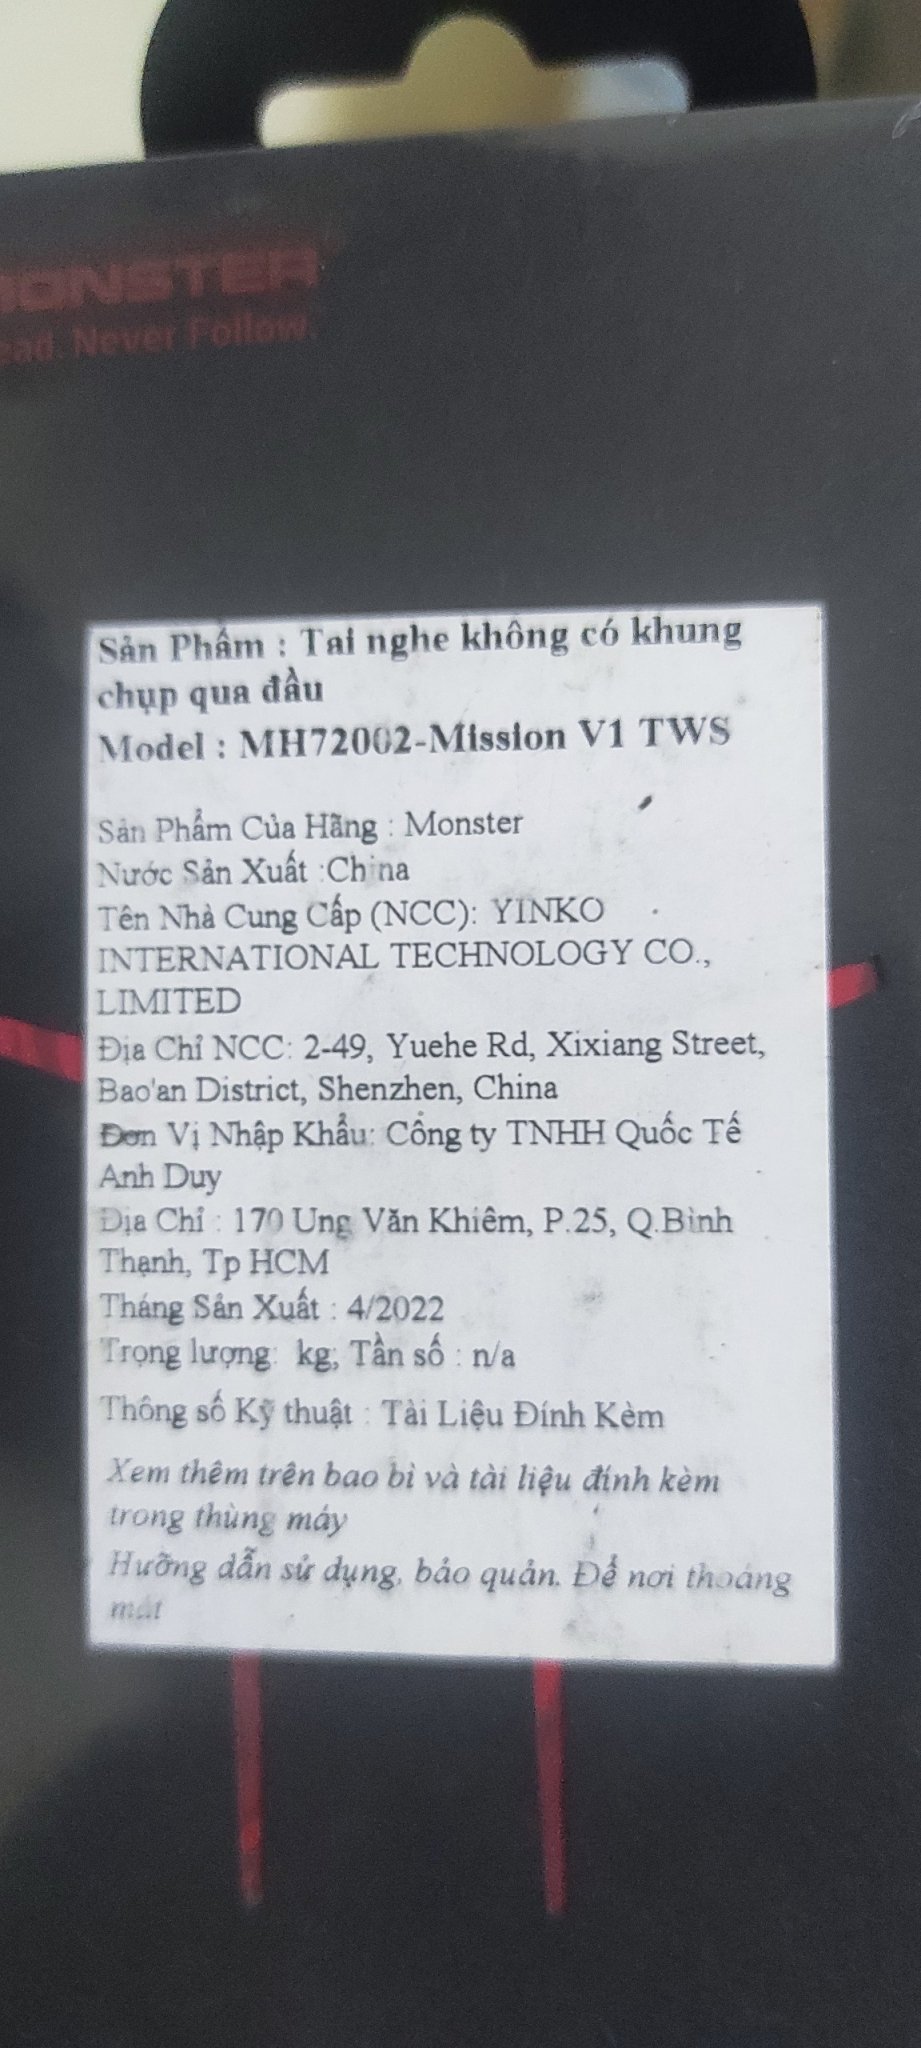 MONSTER
Never Follow.
Sản Phẩm : Tai nghe không có khung
chụp qua đầu
Model : MH72002-Mission V1 TWS
Sản Phẩm Của Hãng : Monster
Nước Sản Xuất :China
Tên Nhà Cung Cấp (NCC): YINKO
INTERNATIONAL TECHNOLOGY CO.,
LIMITED
Địa Chỉ NCC: 2-49, Yuehe Rd, Xixiang Street,
Bao'an District, Shenzhen, China
Đơn Vị Nhập Khẩu: Công ty TNHH Quốc Tế
Anh Duy
Địa Chỉ : 170 Ung Văn Khiêm, P.25, Q.Bình
Thạnh, Tp HCM
Tháng Sản Xuất : 4/2022
Trọng lượng: kg; Tần số : n/a
Thông số Kỹ thuật : Tài Liệu Đính Kèm
Xem thêm trên bao bì và tài liệu đính kèm
trong thùng máy
Hưỡng dẫn sử dụng, bảo quản. Để nơi thoáng
mát